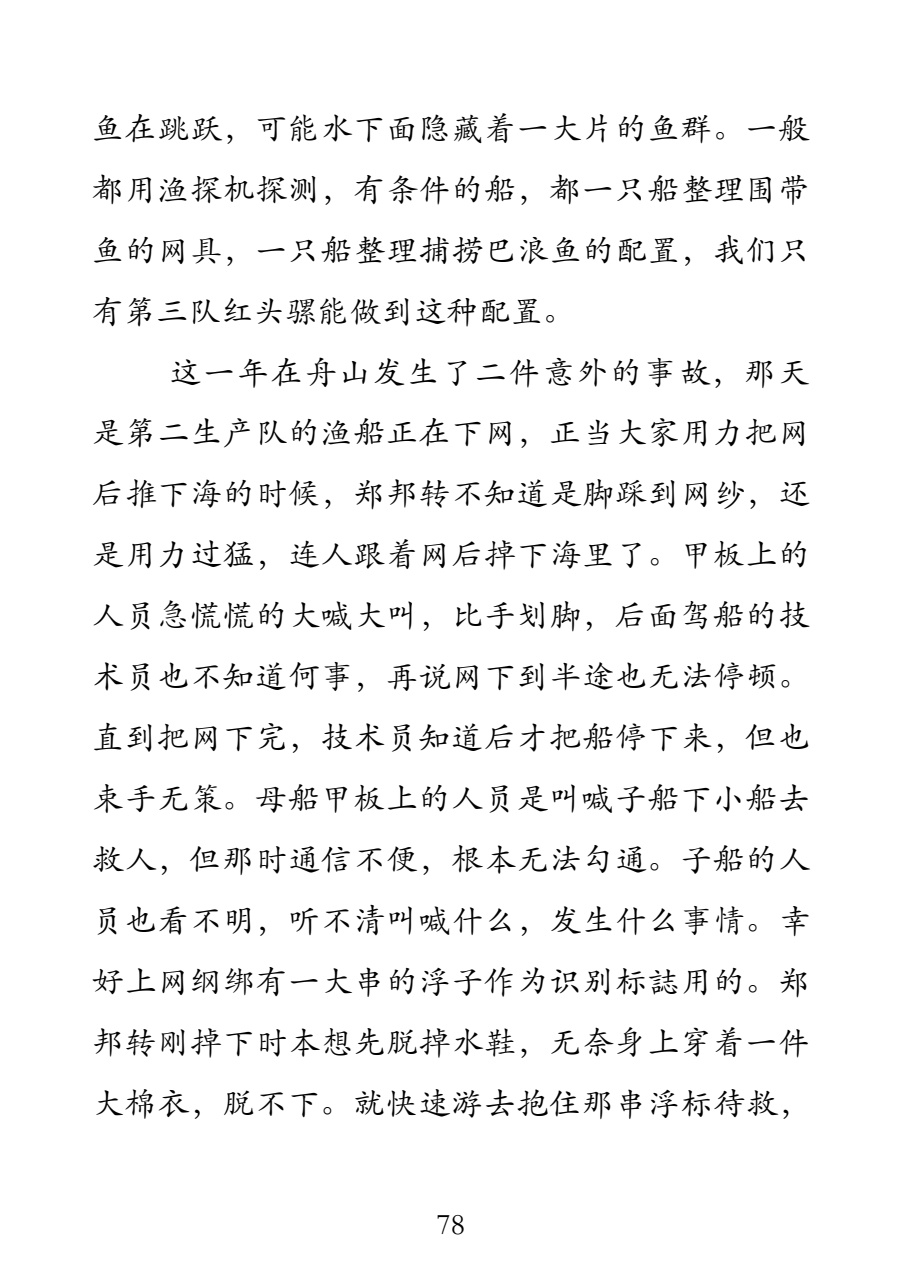 鱼在跳跃，可能水下面隐藏着一大片的鱼群。一般
都用渔探机探测，有条件的船，都一只船整理围带
鱼的网具，一只船整理捕捞巴浪鱼的配置，我们只
有第三队红头骡能做到这种配置。
这一年在舟山发生了二件意外的事故，那天
是第二生产队的渔船正在下网，正当大家用力把网
后推下海的时候，郑邦转不知道是脚踩到网纱，还
是用力过猛，连人跟着网后掉下海里了。甲板上的
人员急慌慌的大喊大叫，比手划脚，后面驾船的技
术员也不知道何事，再说网下到半途也无法停顿。
直到把网下完，技术员知道后才把船停下来，但也
束手无策。母船甲板上的人员是叫喊子船下小船去
救人，但那时通信不便，根本无法勾通。子船的人
员也看不明，听不清叫喊什么，发生什么事情。幸
好上网纲绑有一大串的浮子作为识别标誌用的。郑
邦转刚掉下时本想先脱掉水鞋，无奈身上穿着一件
大棉衣，脱不下。就快速游去抱住那串浮标待救，
78